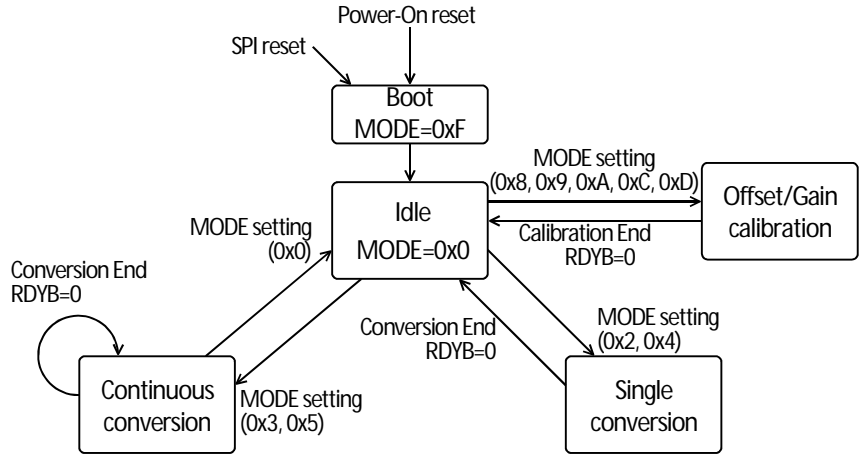 Power-On reset
SPI reset
Boot
MODE=0xF
MODE setting
(0x8, 0x9, 0xA, 0xC, 0xD)
Offset/Gain
calibration
Idle
MODE=0x0
MODE setting
(0x0)
Calibration End
RDYB=0
Conversion End
RDYB=0
Conversion End
RDYB=0
MODE setting
(0x2, 0x4)
Continuous
conversion
MODE setting
(0x3, 0x5)
Single
conversion